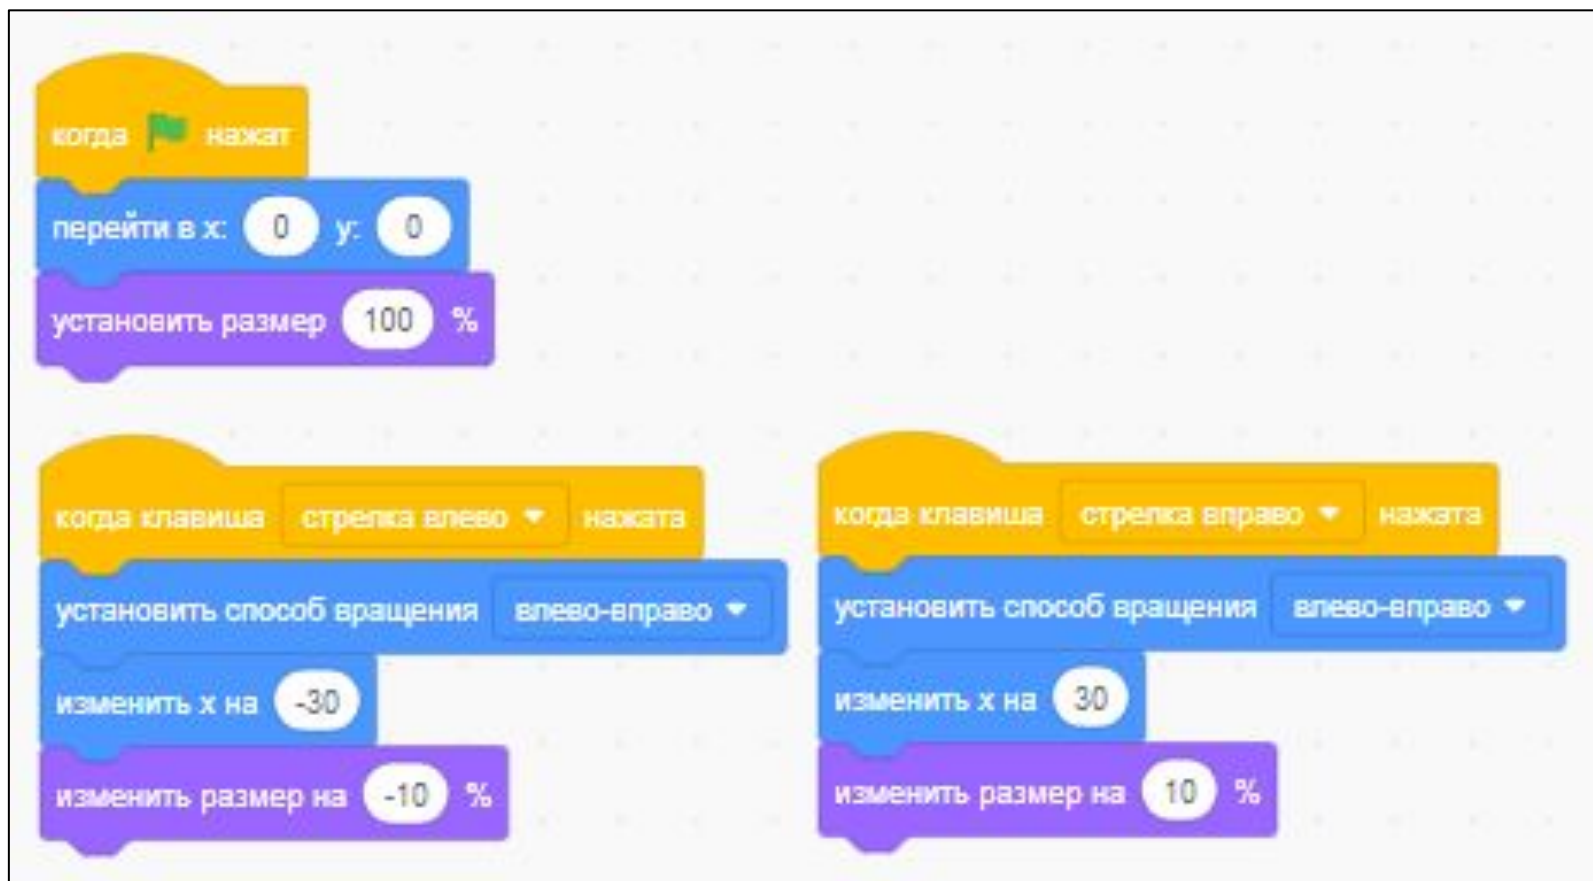 когда нажат
перейти в x: 0 y: 0
установить размер 100 %
когда клавиша стрелка влево нажата
установить способ вращения влево-вправо
изменить x на -30
изменить размер на -10 %
когда клавиша стрелка вправо нажата
установить способ вращения влево-вправо
изменить x на 30
изменить размер на 10 %